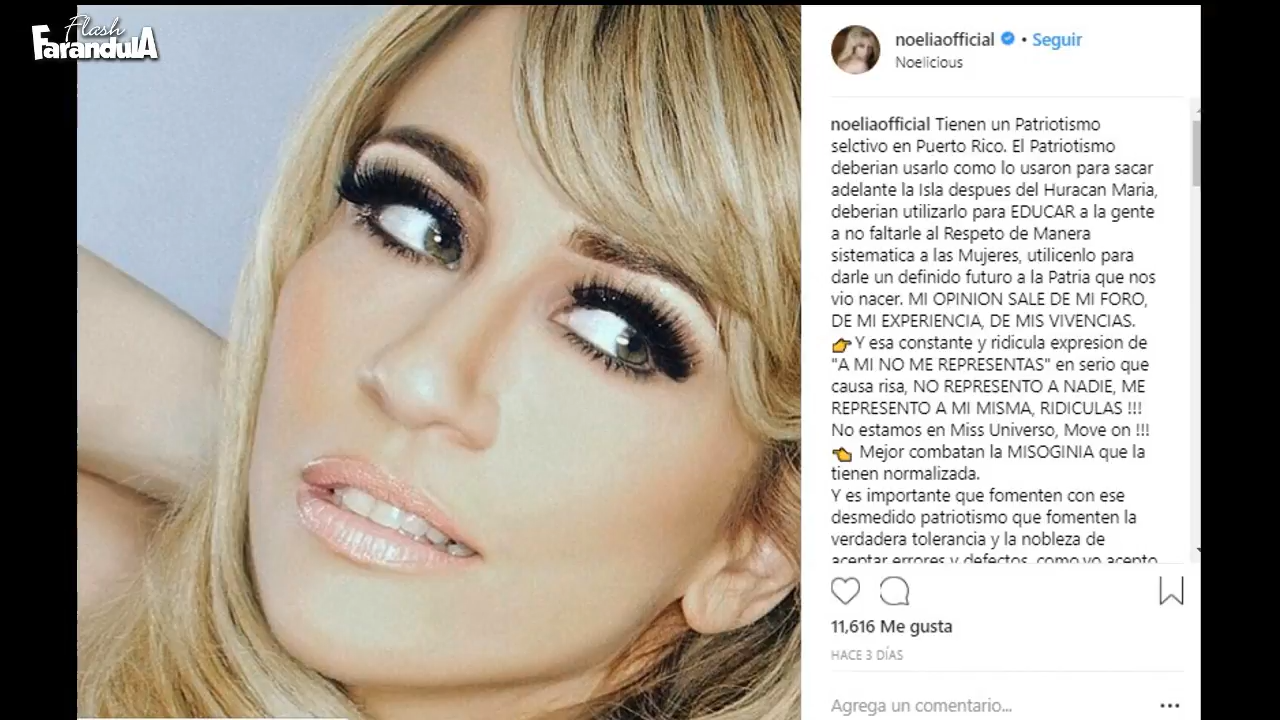 Flash
FarandulA
noeliaofficial • Seguir
Noelicious
noeliaofficial Tienen un Patriotismo
selctivo en Puerto Rico. El Patriotismo
deberian usarlo como lo usaron para sacar
adelante la Isla despues del Huracan Maria,
deberian utilizarlo para EDUCAR a la gente
a no faltarle al Respeto de Manera
sistematica a las Mujeres, utilicenlo para
darle un definido futuro a la Patria que nos
vio nacer. MI OPINION SALE DE MI FORO,
DE MI EXPERIENCIA, DE MIS VIVENCIAS.
👉Y esa constante y ridicula expresion de
"A MI NO ME REPRESENTAS" en serio que
causa risa, NO REPRESENTO A NADIE, ME
REPRESENTO A MI MISMA, RIDICULAS !!!
No estamos en Miss Universo, Move on !!!
👈 Mejor combatan la MISOGINIA que la
tienen normalizada.
Y es importante que fomenten con ese
desmedido patriotismo que fomenten la
verdadera tolerancia y la nobleza de
aceptar errores y defectos, como yo acepto
11,616 Me gusta
HACE 3 DÍAS
Agrega un comentario...